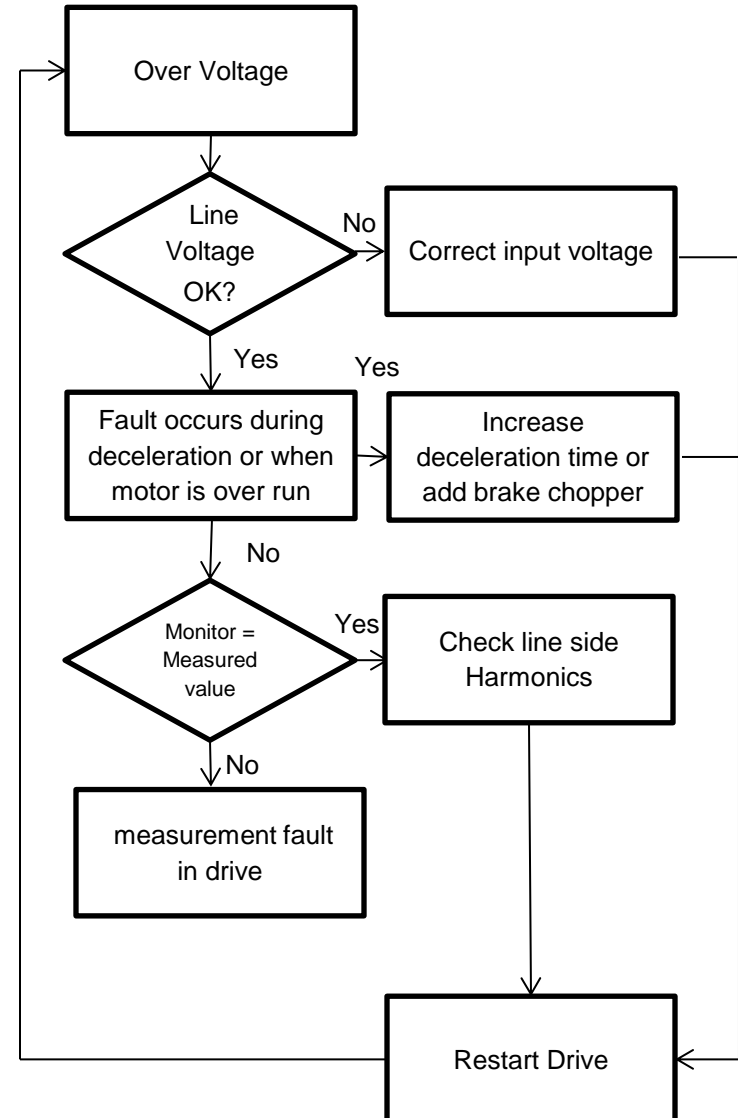 Over Voltage
Line
Voltage
OK?
No
Correct input voltage
Yes
Yes
Fault occurs during
deceleration or when
motor is over run
Increase
deceleration time or
add brake chopper
No
Monitor =
Measured
value
Yes
Check line side
Harmonics
No
measurement fault
in drive
Restart Drive